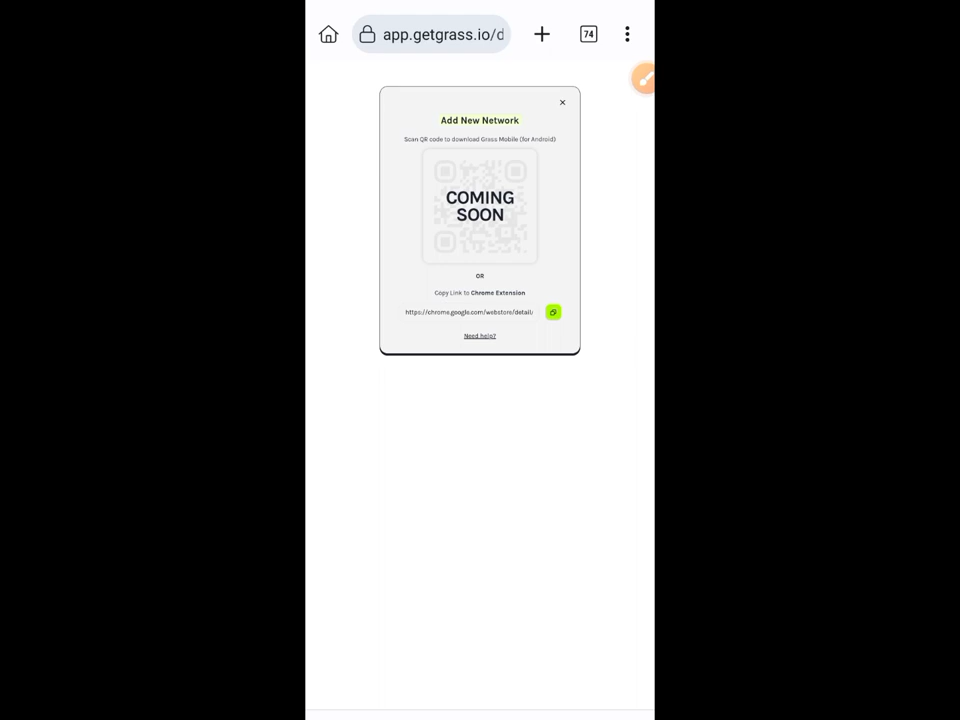 app.getgrass.io/d
74
Add New Network
Scan QR code to download Grass Mobile (for Android)
COMING
SOON
OR
Copy Link to Chrome Extension
https://chrome.google.com/webstore/detail/
Need help?